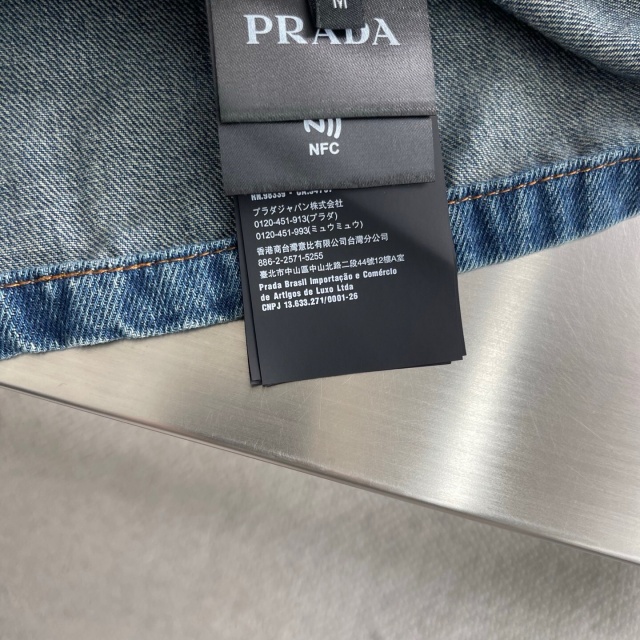 M
PRADA
NFC
プラダジャパン株式会社
0120-451-913(プラダ)
0120-451-993(ミュウミュウ)
香港商台灣意比有限公司台灣分公司
886-2-2571-5255
臺北市中山區中山北路二段44號12樓A室
Prada Brasil Importação e Comércio
de Artigos de Luxo Ltda
CNPJ 13.633.271/0001-26